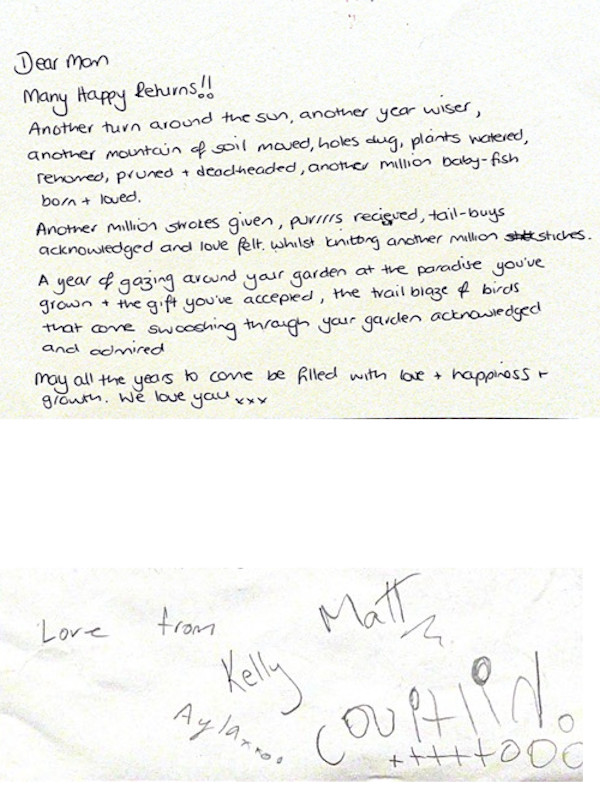 Dear Mom
Many Happy Returns!!
Another turn around the sun, another year wiser,
another mountain of soil moved, holes dug, plants watered,
rehomed, pruned + deadheaded, another million baby-fish
born + loved.
Another million strokes given, purrrrs recieved, tail-buys
acknowledged and love felt. whilst knitting another million stiches.
A year of gazing around your garden at the paradise you've
grown + the gift you've accepted, the trail blaze of birds
that come swooshing through your garden acknowledged
and admired
May all the years to come be filled with love + happiness +
growth. We love you xxx
Love from
Matt
Kelly
Ayla xx oo
+++++000